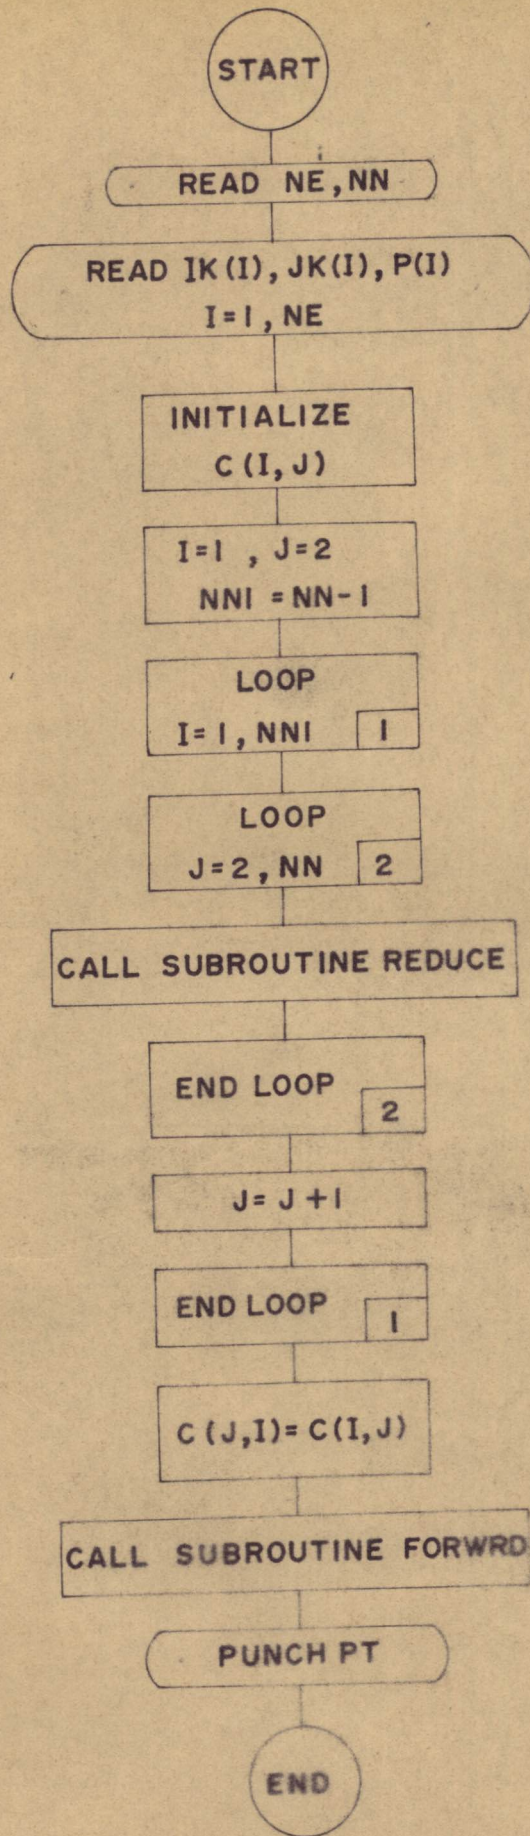 START
READ NE, NN
READ IK(I), JK(I), P(I)
I=1, NE
INITIALIZE
C(I, J)
I=1, J=2
NN1 = NN-1
LOOP
I=1, NN1 1
LOOP
J=2, NN 2
CALL SUBROUTINE REDUCE
END LOOP
2
J= J+1
END LOOP
1
C(J,I)= C(I,J)
CALL SUBROUTINE FORWRD
PUNCH PT
END